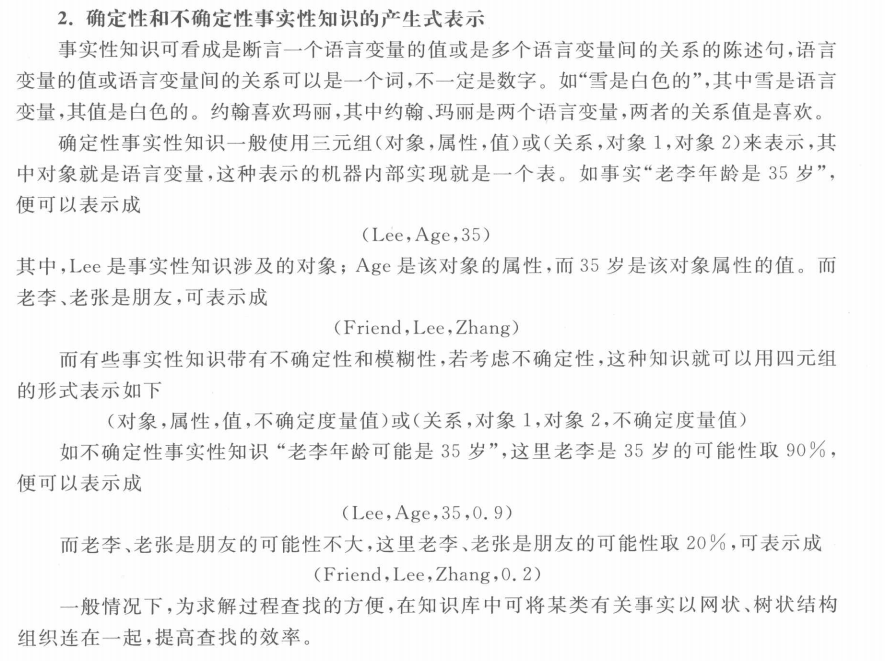 2. 确定性和不确定性事实性知识的产生式表示
事实性知识可看成是断言一个语言变量的值或是多个语言变量间的关系的陈述句,语言
变量的值或语言变量间的关系可以是一个词,不一定是数字。如“雪是白色的”,其中雪是语言
变量,其值是白色的。约翰喜欢玛丽,其中约翰、玛丽是两个语言变量,两者的关系值是喜欢。
确定性事实性知识一般使用三元组(对象,属性,值)或(关系,对象 1,对象 2)来表示,其
中对象就是语言变量,这种表示的机器内部实现就是一个表。如事实“老李年龄是 35 岁”,
便可以表示成
(Lee,Age,35)
其中,Lee 是事实性知识涉及的对象; Age 是该对象的属性,而 35 岁是该对象属性的值。而
老李、老张是朋友,可表示成
(Friend,Lee,Zhang)
而有些事实性知识带有不确定性和模糊性,若考虑不确定性,这种知识就可以用四元组
的形式表示如下
(对象,属性,值,不确定度量值)或(关系,对象 1,对象 2,不确定度量值)
如不确定性事实性知识 “老李年龄可能是 35 岁”,这里老李是 35 岁的可能性取 90%,
便可以表示成
(Lee,Age,35,0.9)
而老李、老张是朋友的可能性不大,这里老李、老张是朋友的可能性取 20%,可表示成
(Friend,Lee,Zhang,0.2)
一般情况下,为求解过程查找的方便,在知识库中可将某类有关事实以网状、树状结构
组织连在一起,提高查找的效率。